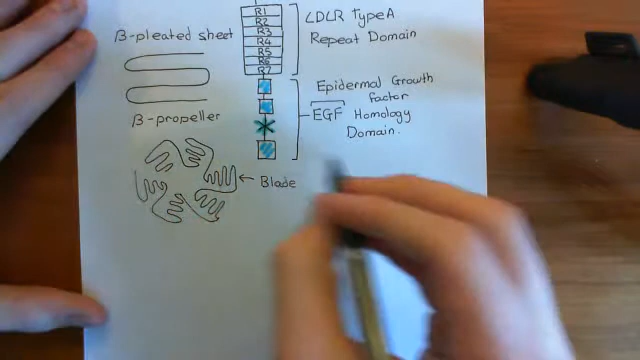 β-pleated sheet
β-propeller
Blade
R1
R2
R3
R4
R5
R6
R7
LDLR Type A
Repeat Domain
Epidermal Growth
factor
EGF Homology
Domain.